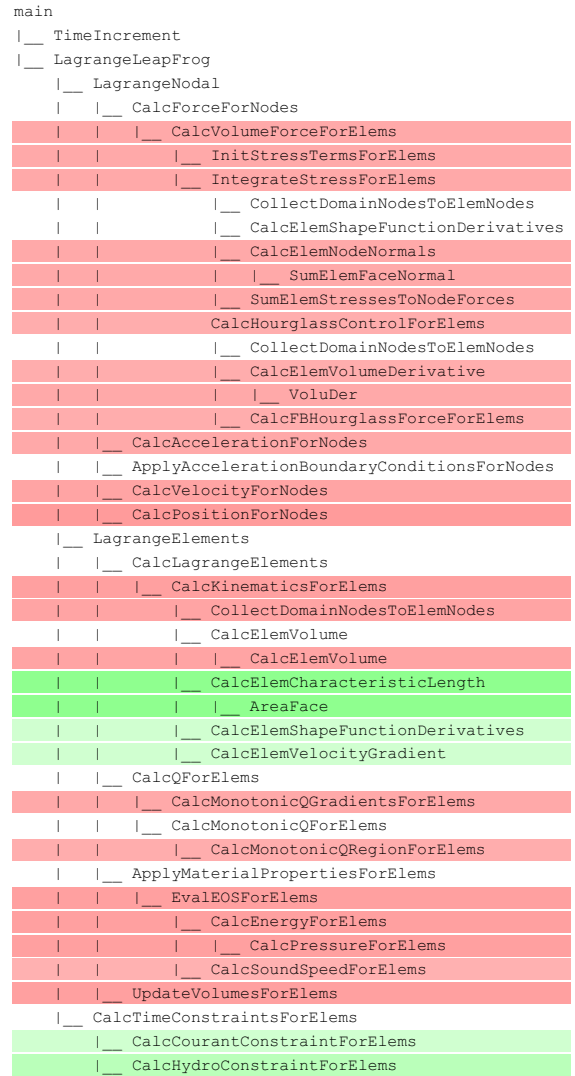 main
|__ TimeIncrement
|__ LagrangeLeapFrog
    |__ LagrangeNodal
    |   |__ CalcForceForNodes
    |   |   |__ CalcVolumeForceForElems
    |   |       |__ InitStressTermsForElems
    |   |       |__ IntegrateStressForElems
    |   |           |__ CollectDomainNodesToElemNodes
    |   |           |__ CalcElemShapeFunctionDerivatives
    |   |           |__ CalcElemNodeNormals
    |   |           |   |__ SumElemFaceNormal
    |   |           |__ SumElemStressesToNodeForces
    |   |           CalcHourglassControlForElems
    |   |           |__ CollectDomainNodesToElemNodes
    |   |           |__ CalcElemVolumeDerivative
    |   |           |   |__ VoluDer
    |   |           |__ CalcFBHourglassForceForElems
    |   |__ CalcAccelerationForNodes
    |   |__ ApplyAccelerationBoundaryConditionsForNodes
    |   |__ CalcVelocityForNodes
    |   |__ CalcPositionForNodes
    |__ LagrangeElements
    |   |__ CalcLagrangeElements
    |   |   |__ CalcKinematicsForElems
    |   |       |__ CollectDomainNodesToElemNodes
    |   |       |__ CalcElemVolume
    |   |       |   |__ CalcElemVolume
    |   |       |__ CalcElemCharacteristicLength
    |   |       |   |__ AreaFace
    |   |       |__ CalcElemShapeFunctionDerivatives
    |   |       |__ CalcElemVelocityGradient
    |   |__ CalcQForElems
    |   |   |__ CalcMonotonicQGradientsForElems
    |   |   |__ CalcMonotonicQForElems
    |   |       |__ CalcMonotonicQRegionForElems
    |   |__ ApplyMaterialPropertiesForElems
    |   |   |__ EvalEOSForElems
    |   |       |__ CalcEnergyForElems
    |   |       |   |__ CalcPressureForElems
    |   |       |__ CalcSoundSpeedForElems
    |   |__ UpdateVolumesForElems
    |__ CalcTimeConstraintsForElems
        |__ CalcCourantConstraintForElems
        |__ CalcHydroConstraintForElems